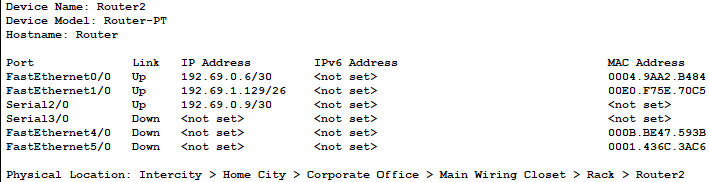 Device Name: Router2
Device Model: Router-PT
Hostname: Router
Port Link IP Address IPv6 Address MAC Address
FastEthernet0/0 Up 192.69.0.6/30 <not set> 0004.9AA2.B484
FastEthernet1/0 Up 192.69.1.129/26 <not set> 00E0.F75E.70C5
Serial2/0 Up 192.69.0.9/30 <not set> <not set>
Serial3/0 Down <not set> <not set> <not set>
FastEthernet4/0 Down <not set> <not set> 000B.BE47.593B
FastEthernet5/0 Down <not set> <not set> 0001.436C.3AC6
Physical Location: Intercity > Home City > Corporate Office > Main Wiring Closet > Rack > Router2